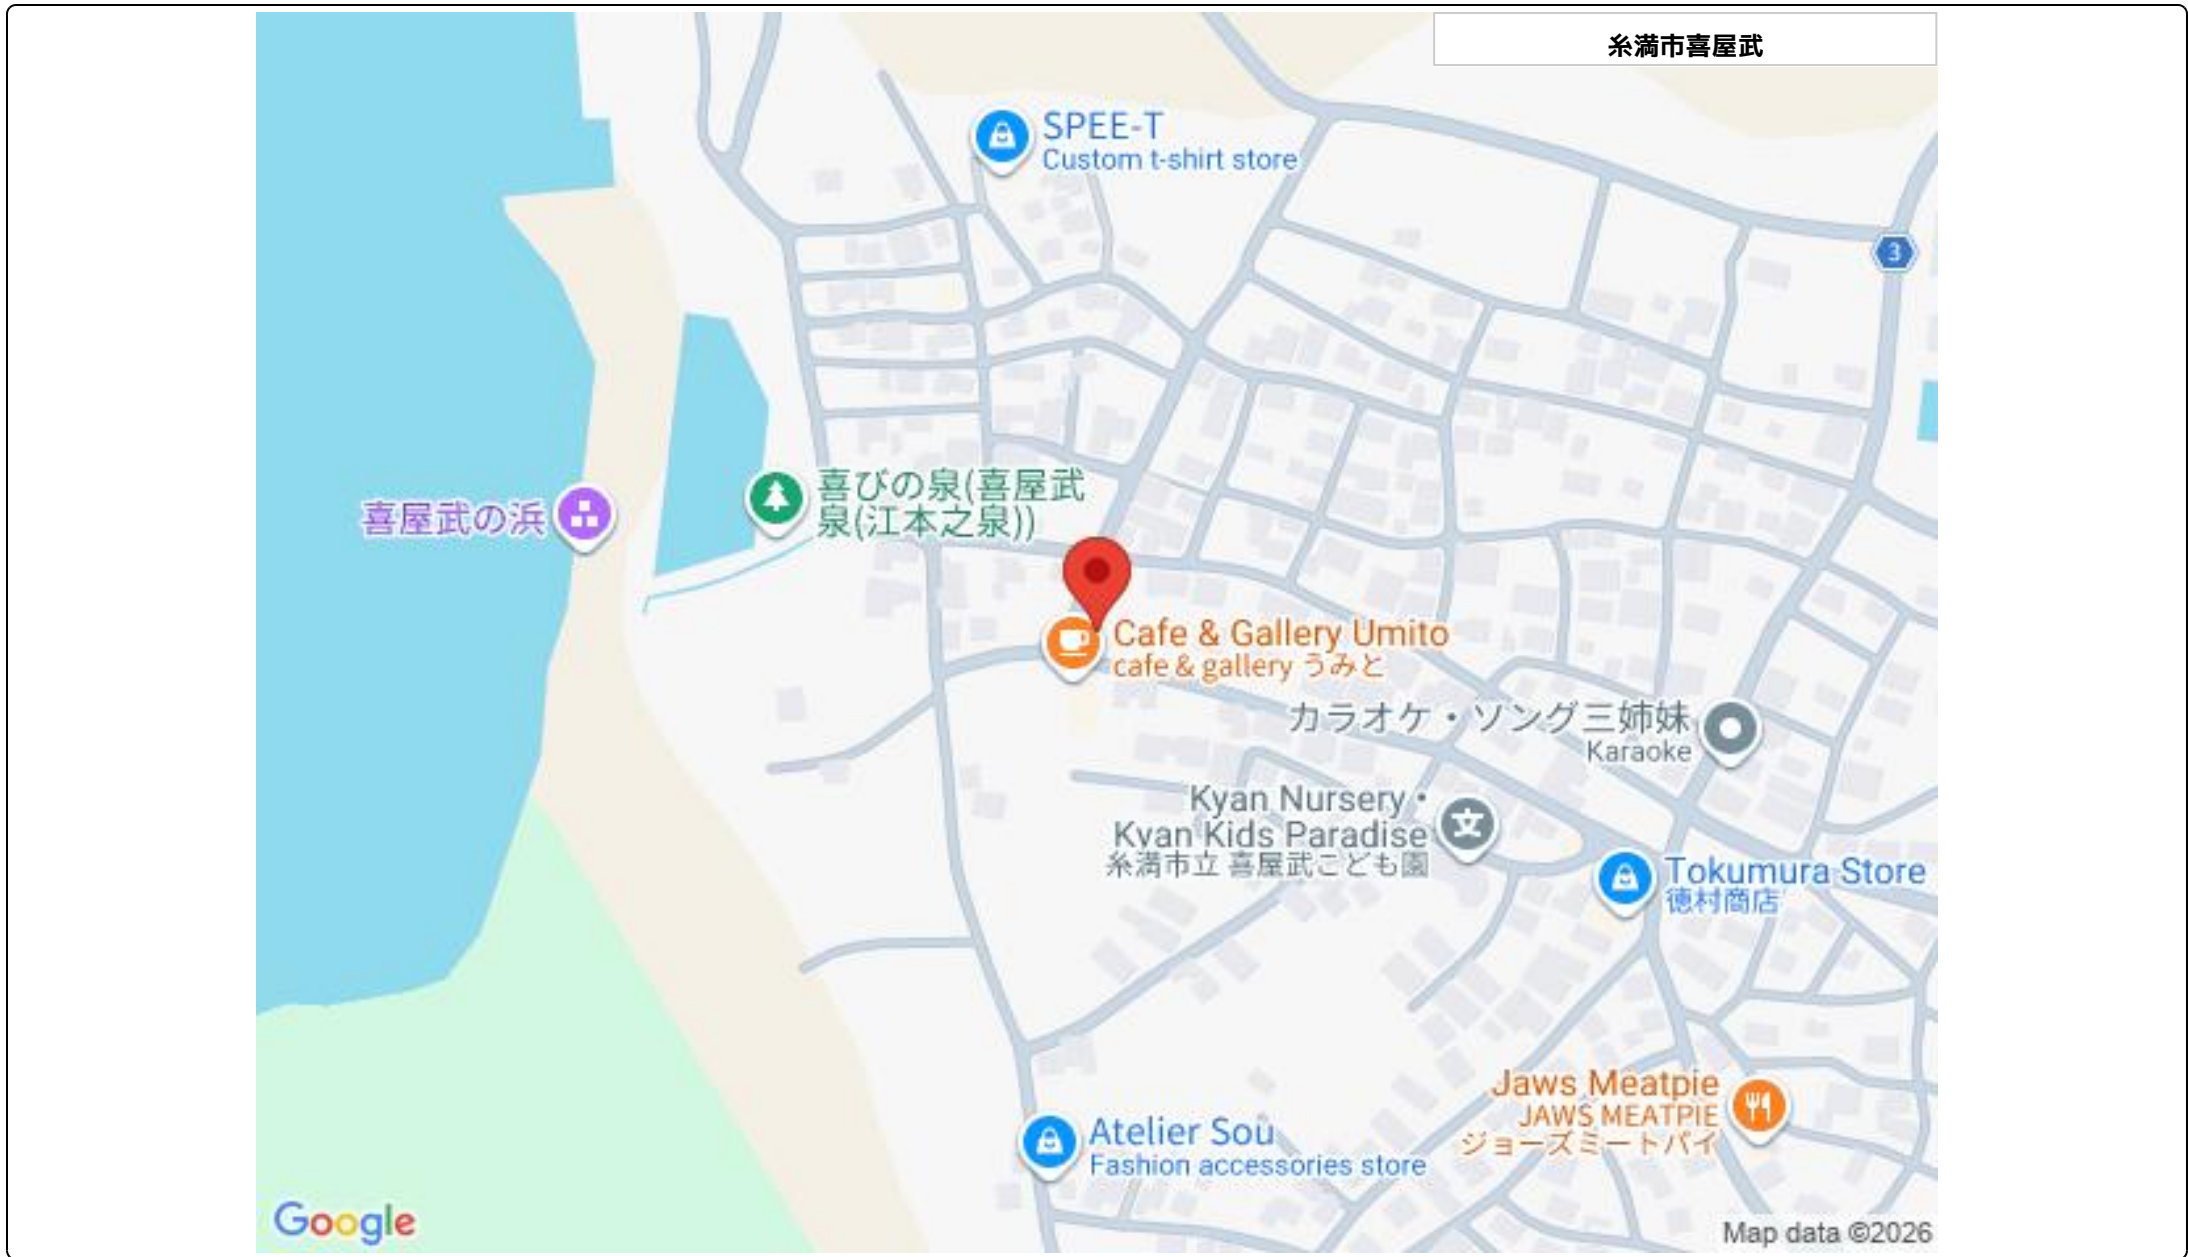 糸満市喜屋武
SPEE-T
Custom t-shirt store
3
喜びの泉(喜屋武
泉(江本之泉))
喜屋武の浜
Cafe & Gallery Umito
cafe & gallery うみと
カラオケ・ソング三姉妹
Karaoke
Kyan Nursery・
Kyan Kids Paradise
糸満市立 喜屋武こども園
文
Tokumura Store
徳村商店
Jaws Meatpie
JAWS MEATPIE
ジョーズミートパイ
Atelier Sou
Fashion accessories store
Google
Map data ©2026